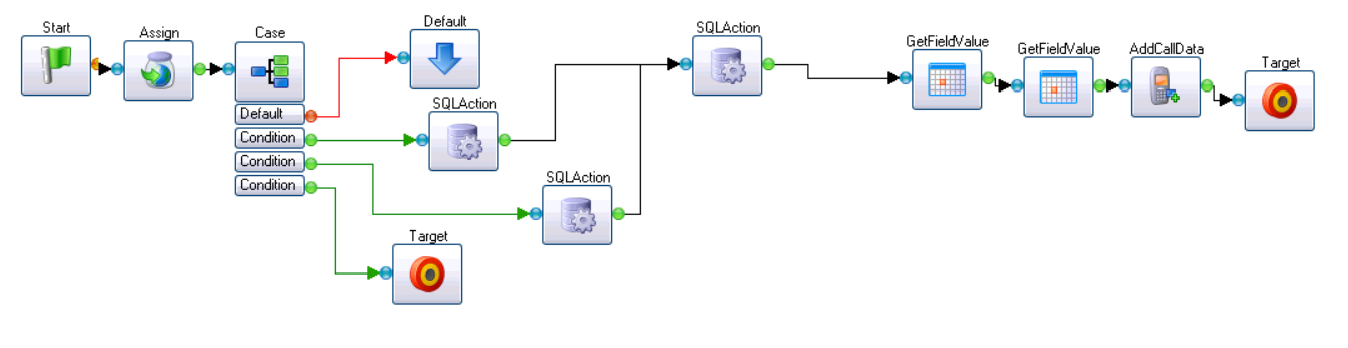 Start
Assign
Case
Default
SQLAction
GetFieldValue
GetFieldValue
AddCallData
Target
Default
Condition
Condition
Condition
SQLAction
SQLAction
Target